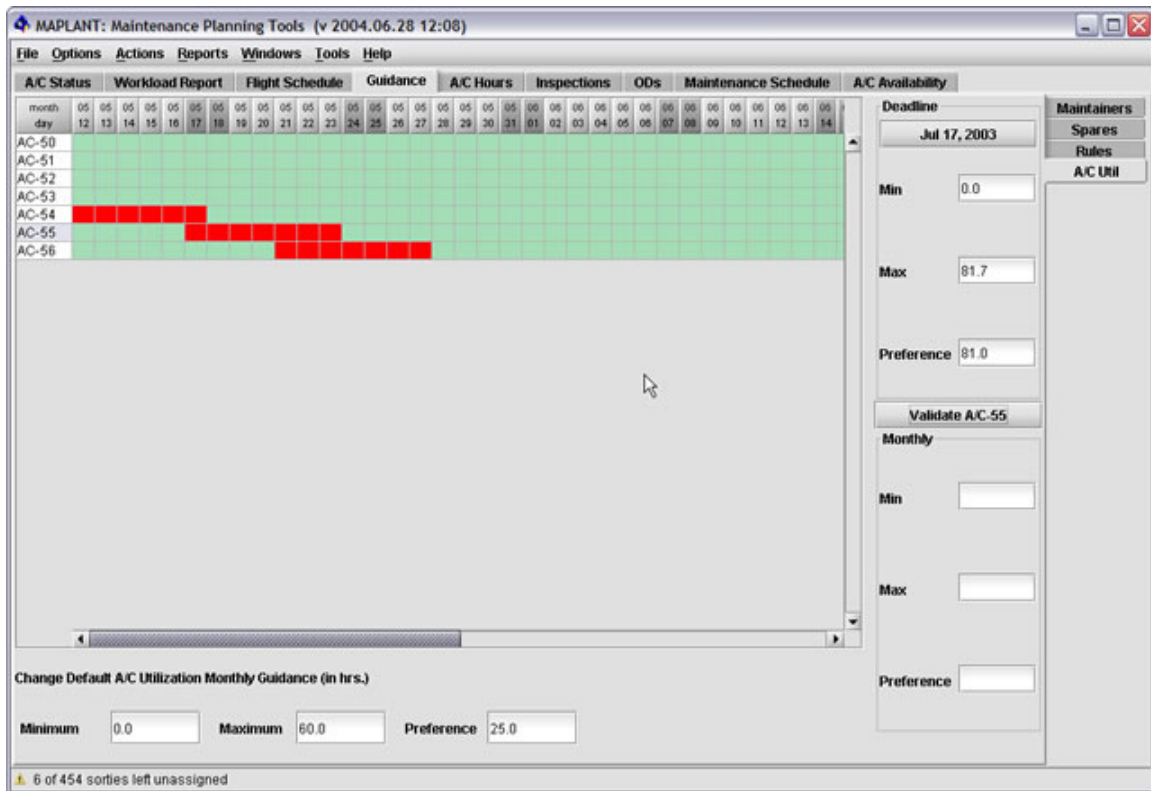 MAPLANT: Maintenance Planning Tools (v 2004.06.28 12:08)
File Options Actions Reports Windows Tools Help
A/C Status Workload Report Flight Schedule Guidance A/C Hours Inspections ODs Maintenance Schedule A/C Availability
month 05 05 05 05 05 05 05 05 05 05 05 05 05 05 05 05 05 05 05 05 06 06 06 06 06 06 06 06 06 06 06 06 06 06
day 12 13 14 15 16 17 18 19 20 21 22 23 24 25 26 27 28 29 30 31 01 02 03 04 05 06 07 08 09 10 11 12 13 14
AC-50
AC-51
AC-52
AC-53
AC-54
AC-55
AC-56
Deadline
Jul 17, 2003
Min 0.0
Max 81.7
Preference 81.0
Validate A/C-55
Monthly
Min
Max
Preference
Maintainers
Spares
Rules
A/C Util
Change Default A/C Utilization Monthly Guidance (in hrs.)
Minimum 0.0 Maximum 60.0 Preference 25.0
6 of 454 sorties left unassigned